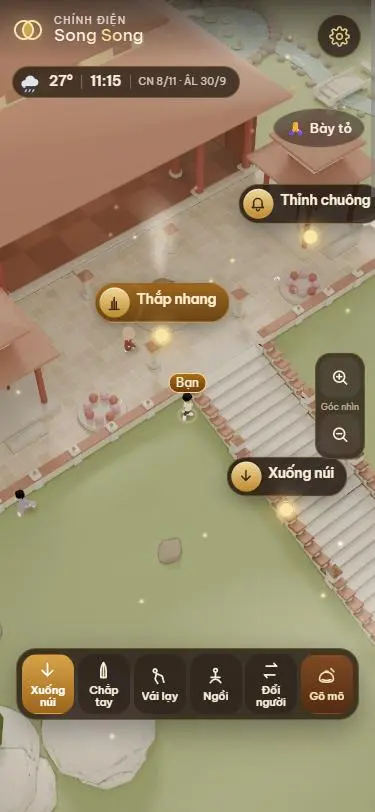 CHÍNH ĐIỆN
Song Song
27° 11:15 CN 8/11 · ÂL 30/9
Bày tỏ
Thỉnh chuông
Thắp nhang
Bạn
Góc nhìn
Xuống núi
Xuống núi
Chắp tay
Vái lạy
Ngồi
Đổi người
Gõ mõ